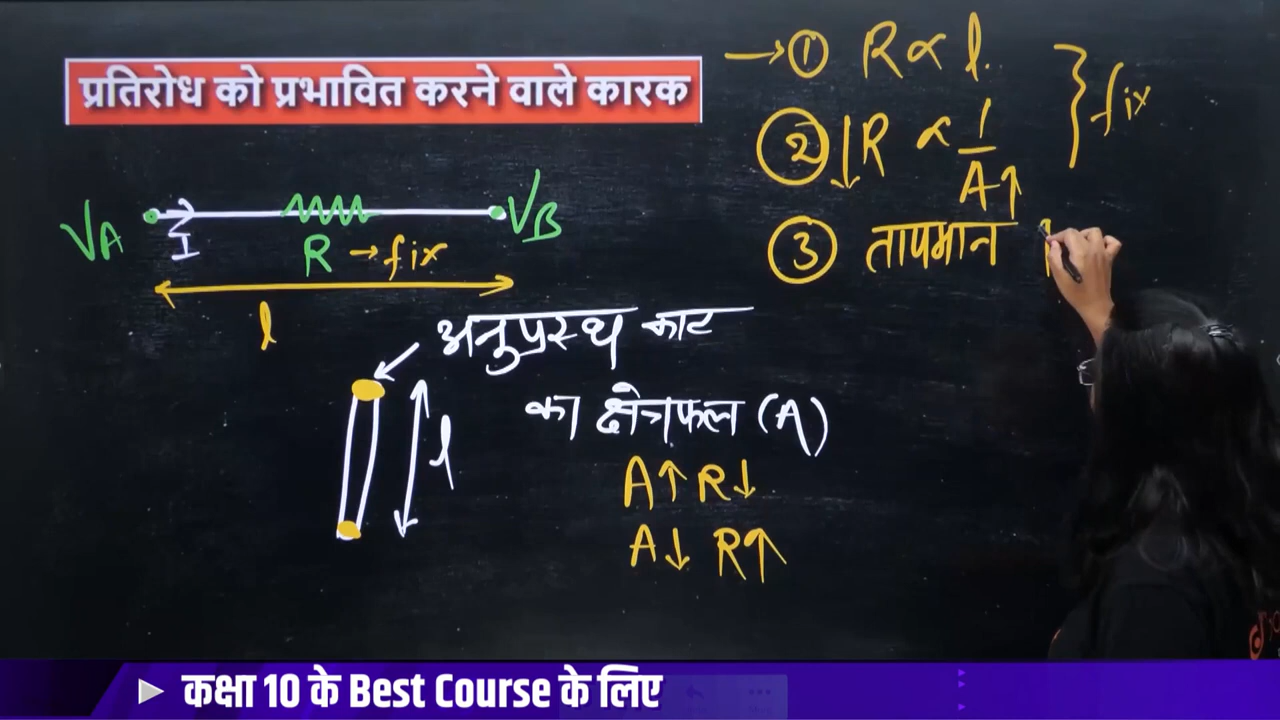 प्रतिरोध को प्रभावित करने वाले कारक
→ ① R ∝ l
② ↓R ∝ 1/A↑
} fix
③ तापमान
VA
I
R → fix
VB
l
अनुप्रस्थ काट
का क्षेत्रफल (A)
l
A↑ R↓
A↓ R↑
कक्षा 10 के Best Course के लिए